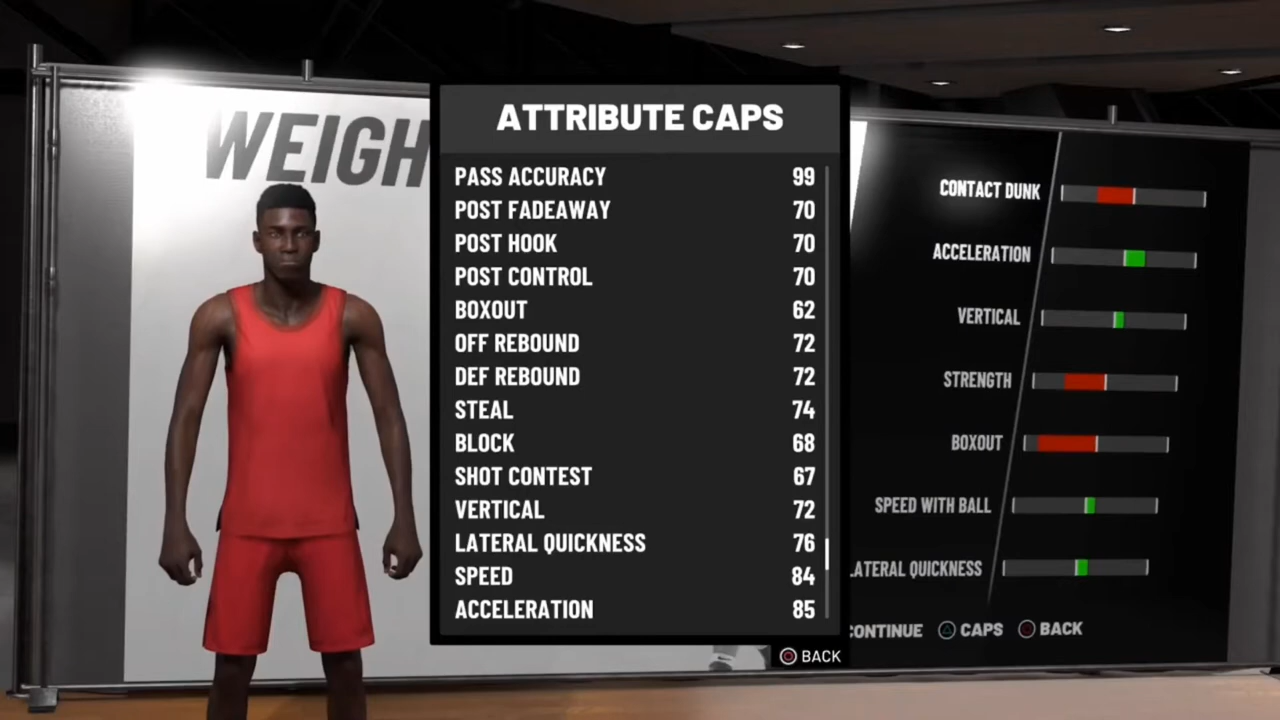 WEIGH
ATTRIBUTE CAPS
PASS ACCURACY 99
POST FADEAWAY 70
POST HOOK 70
POST CONTROL 70
BOXOUT 62
OFF REBOUND 72
DEF REBOUND 72
STEAL 74
BLOCK 68
SHOT CONTEST 67
VERTICAL 72
LATERAL QUICKNESS 76
SPEED 84
ACCELERATION 85
BACK
CONTACT DUNK
ACCELERATION
VERTICAL
STRENGTH
BOXOUT
SPEED WITH BALL
LATERAL QUICKNESS
CONTINUE CAPS BACK